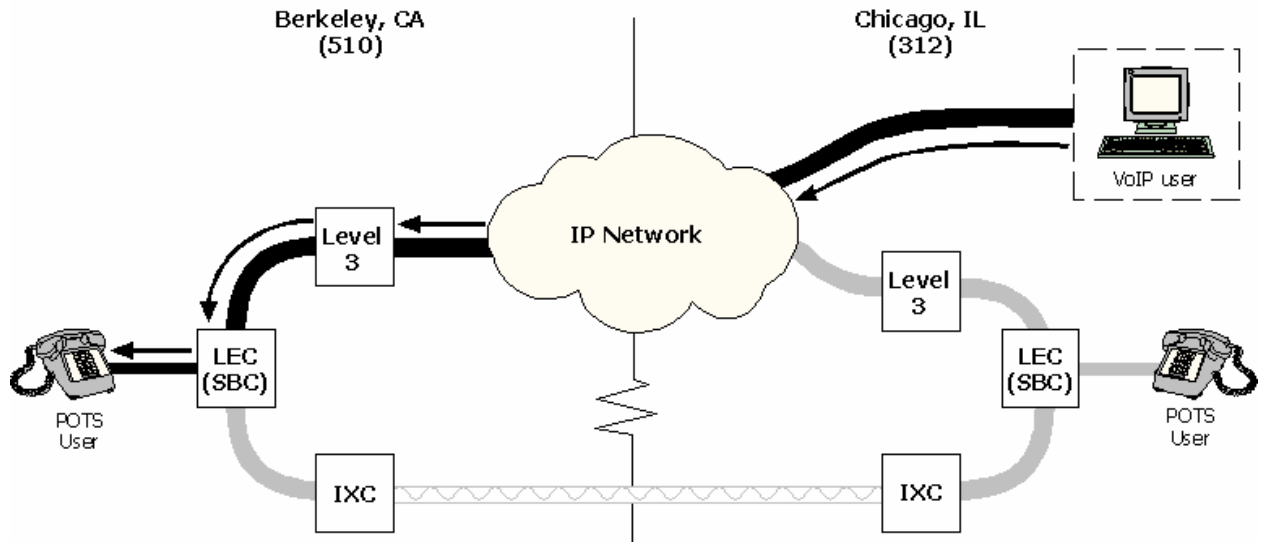 Berkeley, CA
(510)
Chicago, IL
(312)
VoIP user
IP Network
Level
3
Level
3
LEC
(SBC)
LEC
(SBC)
POTS
User
POTS
User
IXC
IXC